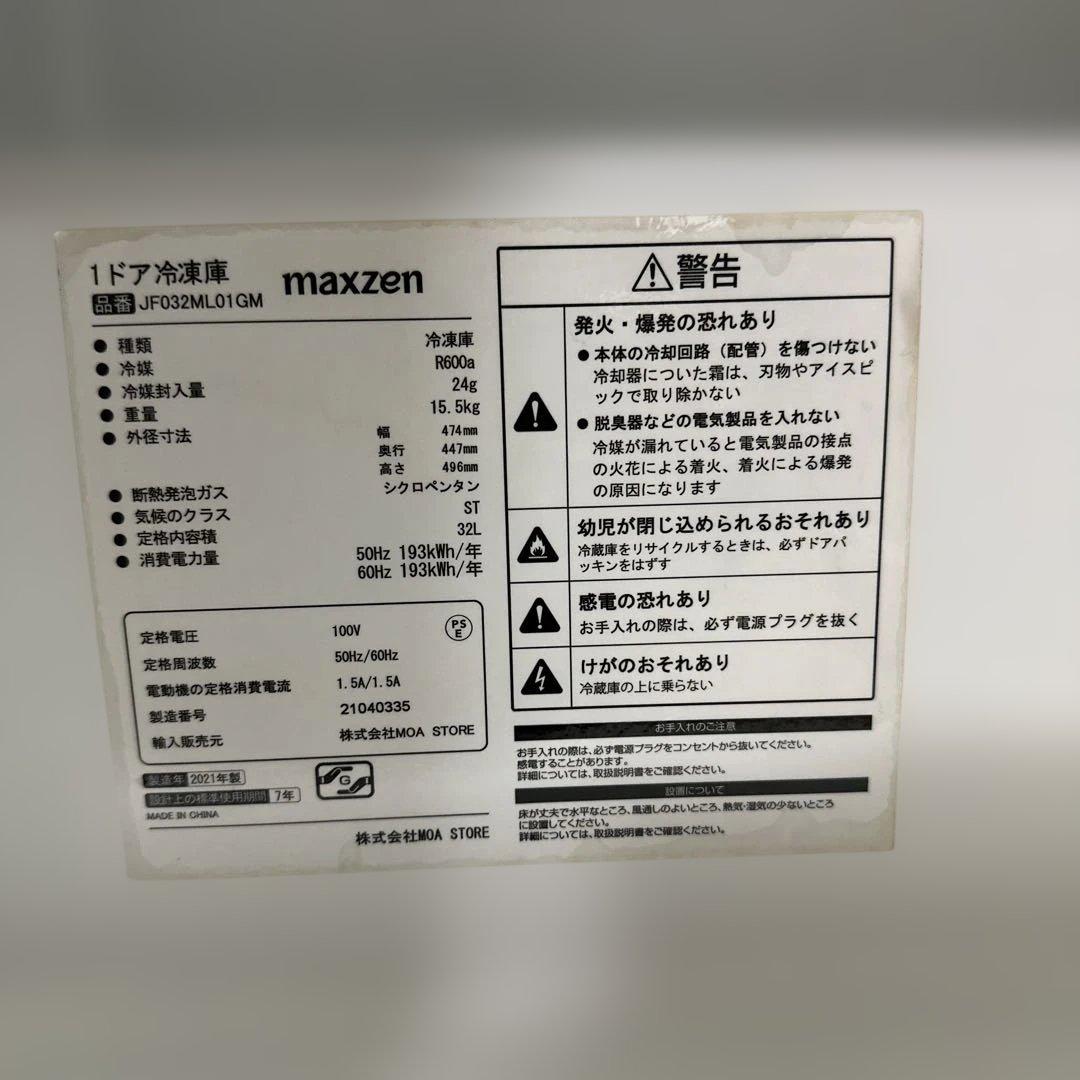 1ドア冷凍庫 maxzen
品番 JF032ML01GM
● 種類 冷凍庫
● 冷媒 R600a
● 冷媒封入量 24g
● 重量 15.5kg
● 外径寸法 幅 474mm
奥行 447mm
高さ 496mm
● 断熱発泡ガス シクロペンタン
● 気候のクラス ST
● 定格内容積 32L
● 消費電力量 50Hz 193kWh/年
60Hz 193kWh/年
定格電圧 100V
PSE
定格周波数 50Hz/60Hz
電動機の定格消費電流 1.5A/1.5A
製造番号 21040335
輸入販売元 株式会社MOA STORE
製造年 2021年製
設計上の標準使用期間 7年
G
MADE IN CHINA
株式会社MOA STORE
警告
発火・爆発の恐れあり
● 本体の冷却回路（配管）を傷つけない
冷却器についた霜は、刃物やアイスピ
ックで取り除かない
● 脱臭器などの電気製品を入れない
冷媒が漏れていると電気製品の接点
の火花による着火、着火による爆発
の原因になります
幼児が閉じ込められるおそれあり
冷蔵庫をリサイクルするときは、必ずドアパ
ッキンをはずす
感電の恐れあり
お手入れの際は、必ず電源プラグを抜く
けがのおそれあり
冷蔵庫の上に乗らない
お手入れのご注意
お手入れの際は、必ず電源プラグをコンセントから抜いてください。
感電することがあります。
詳細については、取扱説明書をご確認ください。
設置について
床が丈夫で水平なところ、風通しのよいところ、熱気・湿気の少ないところ
に設置してください。
詳細については、取扱説明書をご確認ください。